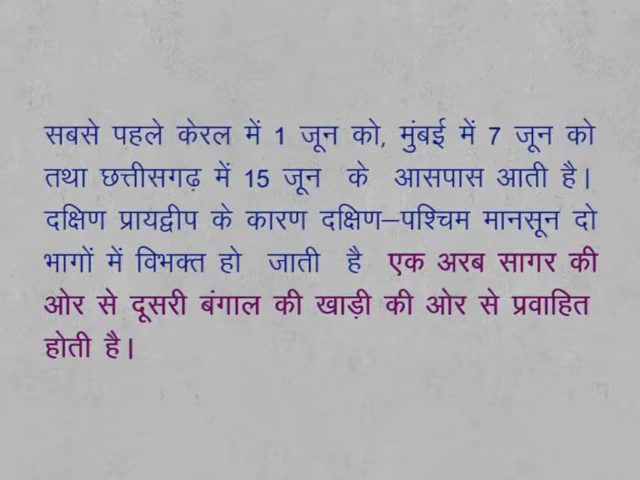 सबसे पहले केरल में 1 जून को, मुंबई में 7 जून को
तथा छत्तीसगढ़ में 15 जून के आसपास आती है।
दक्षिण प्रायद्वीप के कारण दक्षिण–पश्चिम मानसून दो
भागों में विभक्त हो जाती है एक अरब सागर की
ओर से दूसरी बंगाल की खाड़ी की ओर से प्रवाहित
होती है।